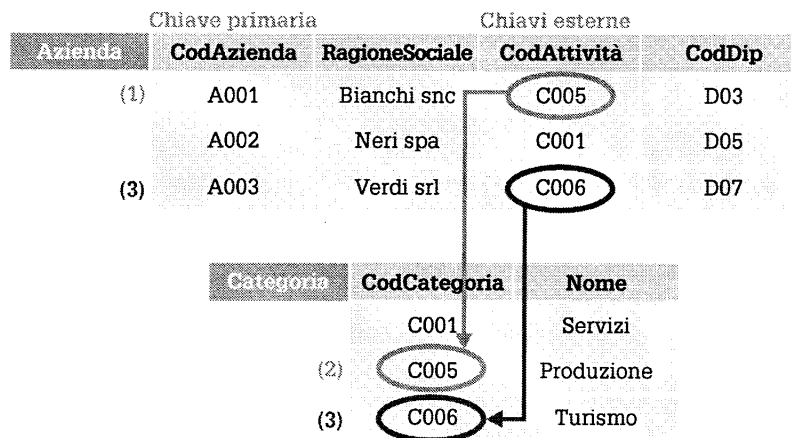 Chiave primaria Chiavi esterne
Azienda CodAzienda RagioneSociale CodAttività CodDip
(1) A001 Bianchi snc C005 D03
A002 Neri spa C001 D05
(3) A003 Verdi srl C006 D07
Categoria CodCategoria Nome
C001 Servizi
(2) C005 Produzione
(3) C006 Turismo